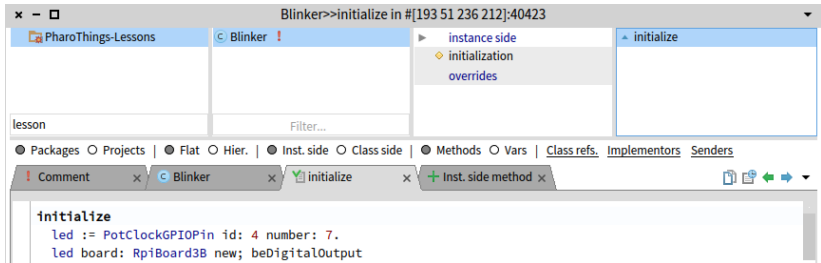 Blinker>>initialize in #[193 51 236 212]:40423
PharoThings-Lessons
Blinker !
instance side
initialization
overrides
initialize
lesson
Filter...
Packages Projects | Flat Hier. | Inst. side Class side | Methods Vars | Class refs. Implementors Senders
! Comment x C Blinker x initialize x Inst. side method x
initialize
led := PotClockGPIOPin id: 4 number: 7.
led board: RpiBoard3B new; beDigitalOutput